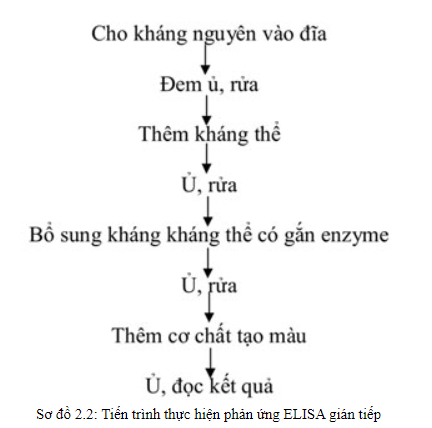 Cho kháng nguyên vào đĩa
Đem ủ, rửa
Thêm kháng thể
Ủ, rửa
Bổ sung kháng kháng thể có gắn enzyme
Ủ, rửa
Thêm cơ chất tạo màu
Ủ, đọc kết quả
Sơ đồ 2.2: Tiến trình thực hiện phản ứng ELISA gián tiếp